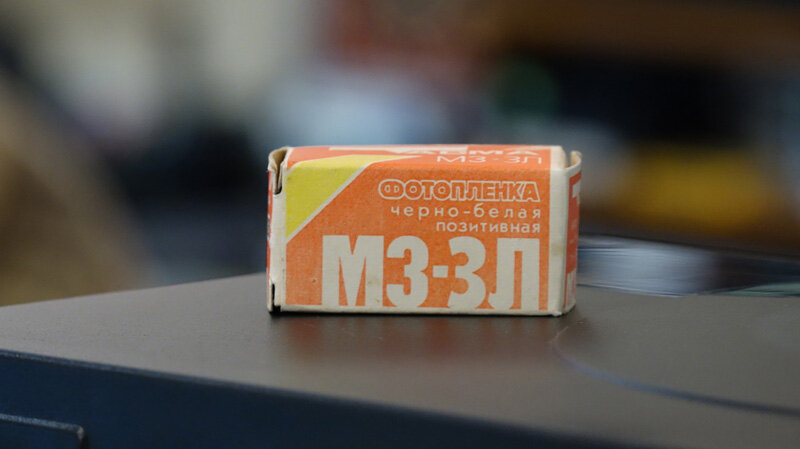 МЗ-3Л
ФОТОПЛЕНКА
черно-белая
позитивная
МЗ-3Л